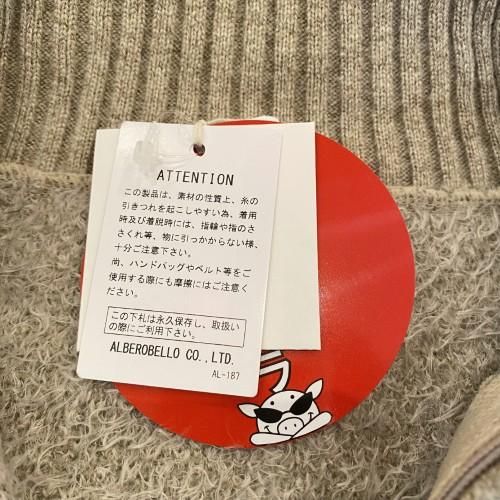 ATTENTION
この製品は、素材の性質上、糸の
引きつれを起こしやすい為、着用
時及び着脱時には、指輪や指のさ
さくれ等、物に引っかからない様、
十分ご注意下さい。
尚、ハンドバッグやベルト等をご
使用する際にも摩擦にはご注意く
ださい。
この下札は永久保存し、取扱い
の際にご利用下さい。
ALBEROBELLO CO.,LTD.
AL-187